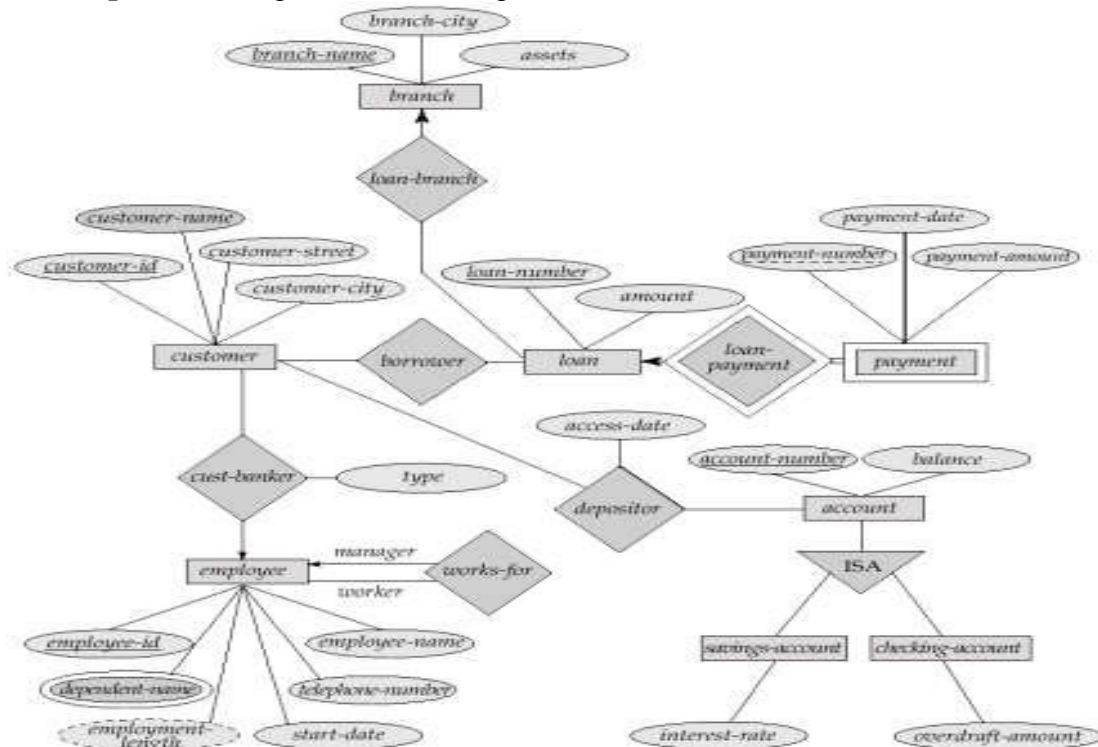 branch-city
branch-name
assets
branch
loan-branch
customer-name
customer-street
customer-id
customer-city
payment-date
payment-number
payment-amount
loan-number
amount
customer
borrower
loan
loan-
payment
payment
access-date
account-number
balance
cust-banker
type
depositor
account
manager
employee
works-for
worker
ISA
employee-id
employee-name
savings-account
checking-account
dependent-name
telephone-number
employment-
length
start-date
interest-rate
overdraft-amount